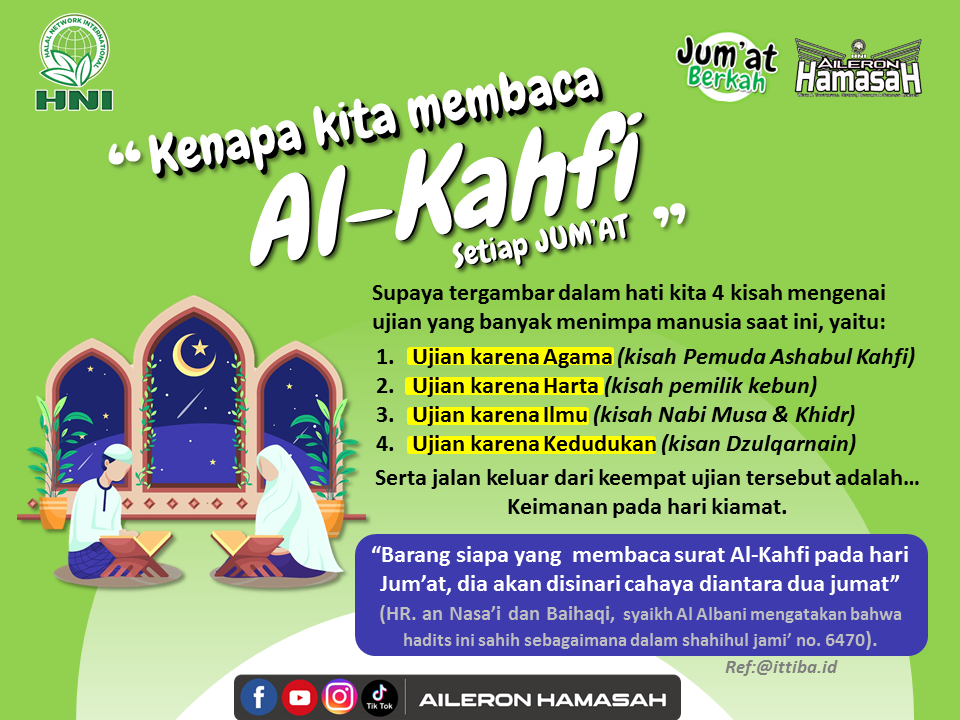 HALAL NETWORK INTERNATIONAL
HNI
Jum'at
Berkah
HNI
AILERON
HAMASAH
“Kenapa kita membaca
Al-Kahfi
Setiap JUM'AT”
Supaya tergambar dalam hati kita 4 kisah mengenai
ujian yang banyak menimpa manusia saat ini, yaitu:
1. Ujian karena Agama (kisah Pemuda Ashabul Kahfi)
2. Ujian karena Harta (kisah pemilik kebun)
3. Ujian karena Ilmu (kisah Nabi Musa & Khidr)
4. Ujian karena Kedudukan (kisan Dzulqarnain)
Serta jalan keluar dari keempat ujian tersebut adalah...
Keimanan pada hari kiamat.
“Barang siapa yang membaca surat Al-Kahfi pada hari
Jum’at, dia akan disinari cahaya diantara dua jumat”
(HR. an Nasa’i dan Baihaqi, syaikh Al Albani mengatakan bahwa
hadits ini sahih sebagaimana dalam shahihul jami’ no. 6470).
Ref:@ittiba.id
Tik Tok
AILERON HAMASAH